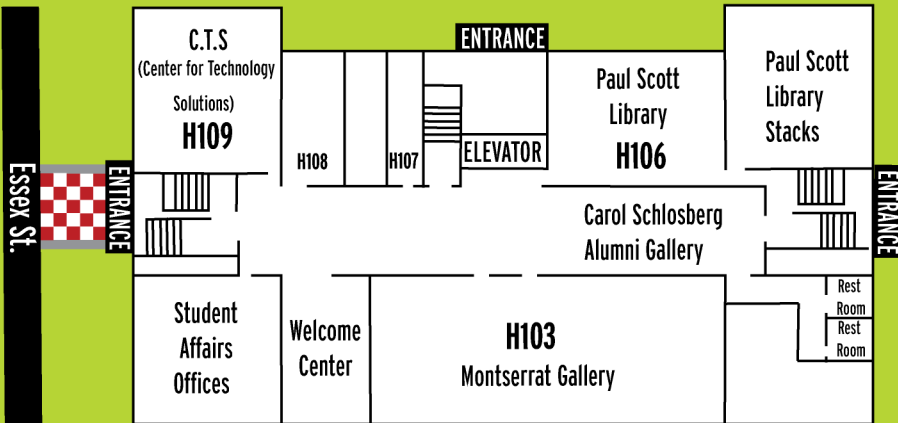 Essex St.
ENTRANCE
C.T.S
(Center for Technology
Solutions)
H109
H108
H107
ENTRANCE
ELEVATOR
Paul Scott
Library
H106
Paul Scott
Library
Stacks
ENTRANCE
Carol Schlosberg
Alumni Gallery
Student
Affairs
Offices
Welcome
Center
H103
Montserrat Gallery
Rest
Room
Rest
Room